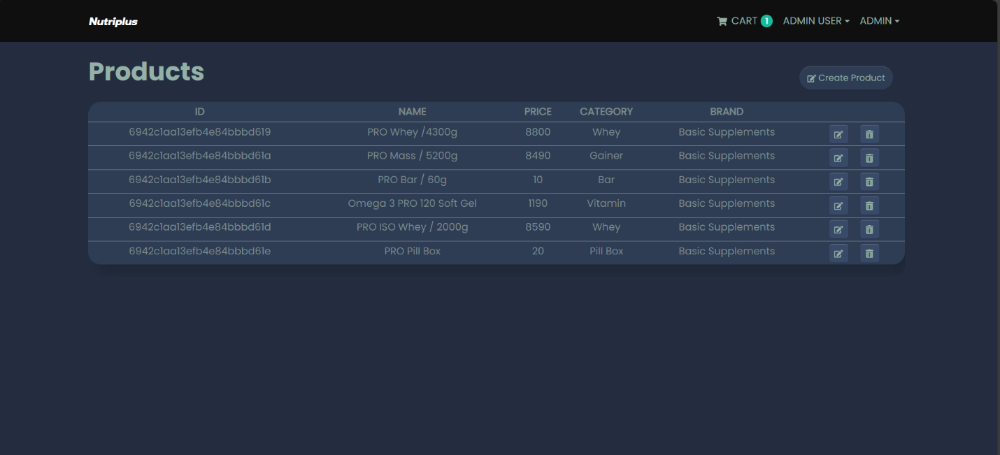 Nutriplus CART 1 ADMIN USER ADMIN
Products
Create Product
ID NAME PRICE CATEGORY BRAND
6942c1aa13efb4e84bbbd619 PRO Whey /4300g 8800 Whey Basic Supplements
6942c1aa13efb4e84bbbd61a PRO Mass / 5200g 8490 Gainer Basic Supplements
6942c1aa13efb4e84bbbd61b PRO Bar / 60g 10 Bar Basic Supplements
6942c1aa13efb4e84bbbd61c Omega 3 PRO 120 Soft Gel 1190 Vitamin Basic Supplements
6942c1aa13efb4e84bbbd61d PRO ISO Whey / 2000g 8590 Whey Basic Supplements
6942c1aa13efb4e84bbbd61e PRO Pill Box 20 Pill Box Basic Supplements